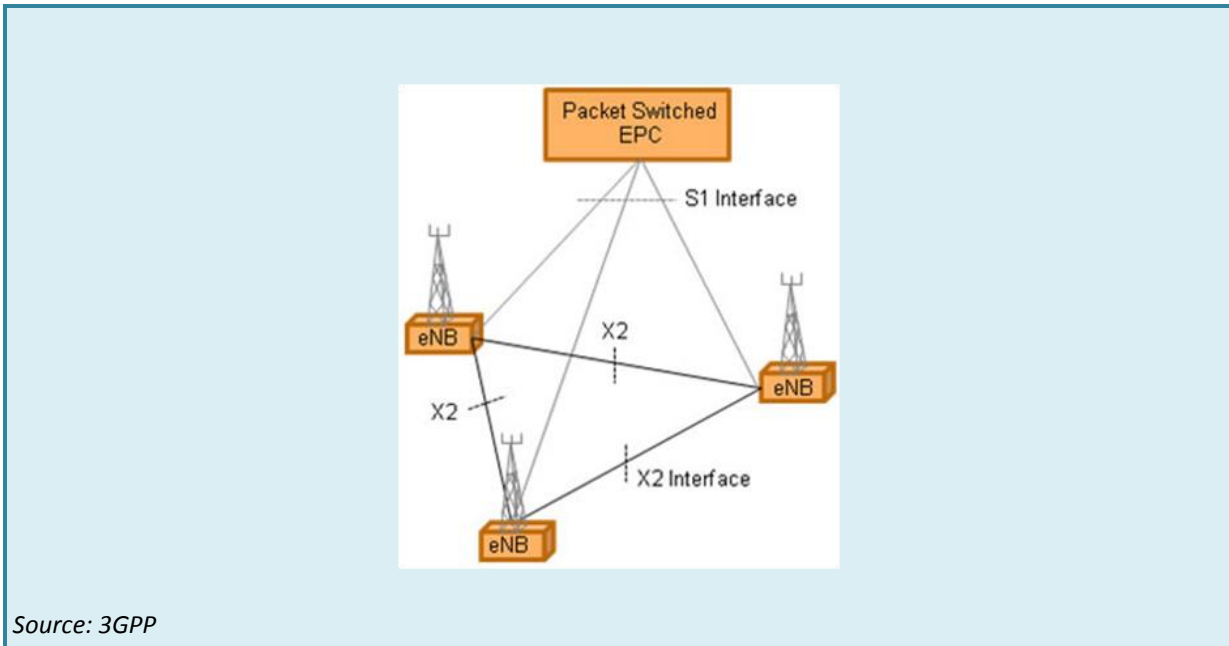 Packet Switched
EPC
S1 Interface
eNB
X2
eNB
X2
X2 Interface
eNB
Source: 3GPP